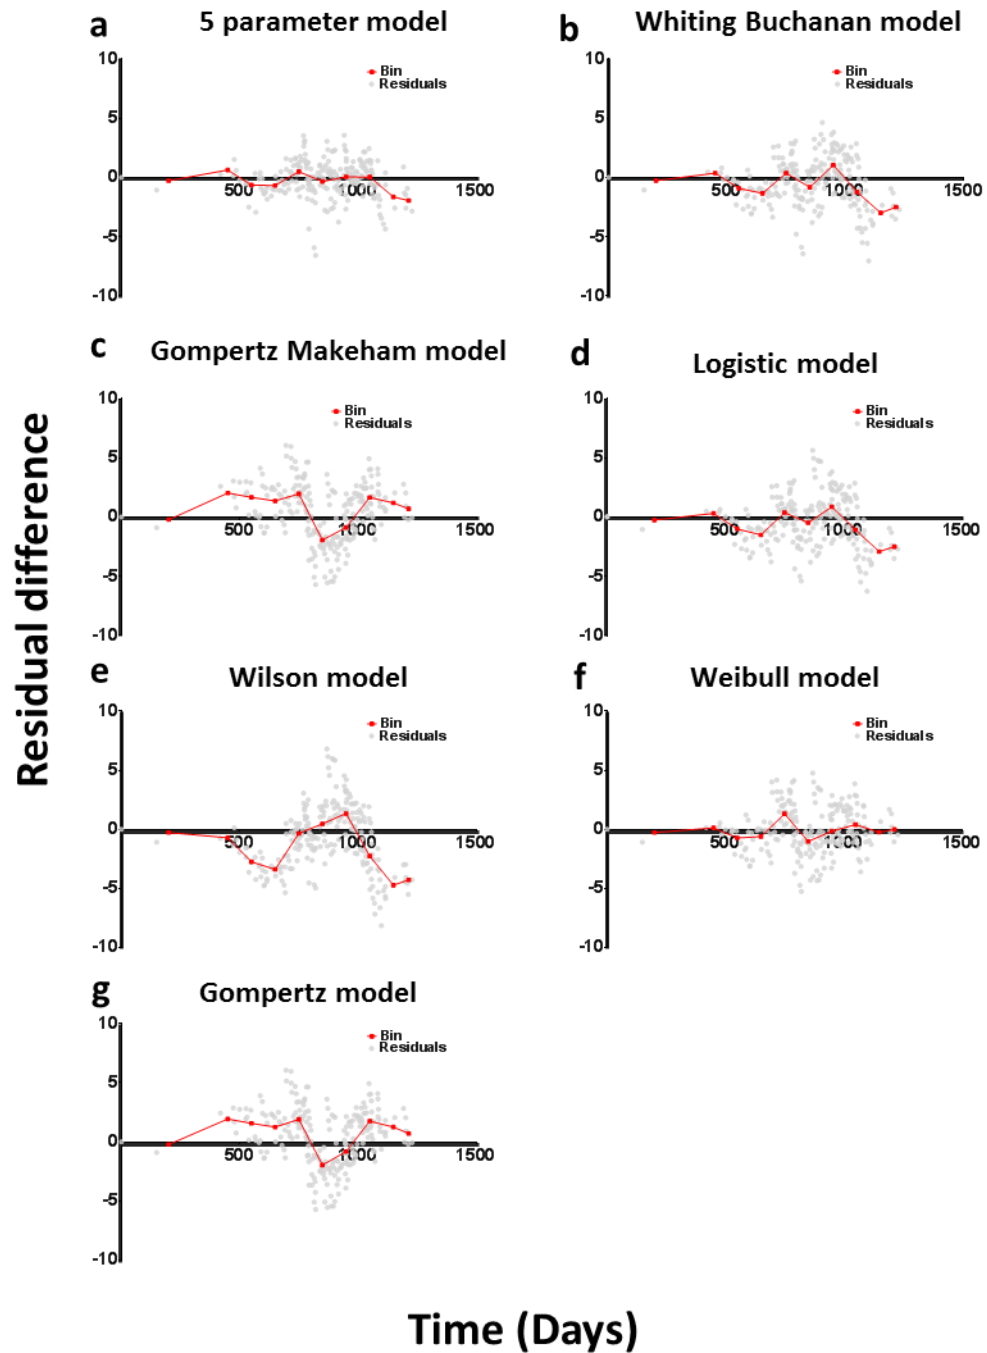 a
5 parameter model
10
5
0
-5
-10
500
1000
1500
Bin
Residuals
b
Whiting Buchanan model
10
5
0
-5
-10
500
1000
1500
Bin
Residuals
c
Gompertz Makeham model
10
5
0
-5
-10
500
1000
1500
Bin
Residuals
d
Logistic model
10
5
0
-5
-10
500
1000
1500
Bin
Residuals
Residual difference
e
Wilson model
10
5
0
-5
-10
500
1000
1500
Bin
Residuals
f
Weibull model
10
5
0
-5
-10
500
1000
1500
Bin
Residuals
g
Gompertz model
10
5
0
-5
-10
500
1000
1500
Bin
Residuals
Time (Days)